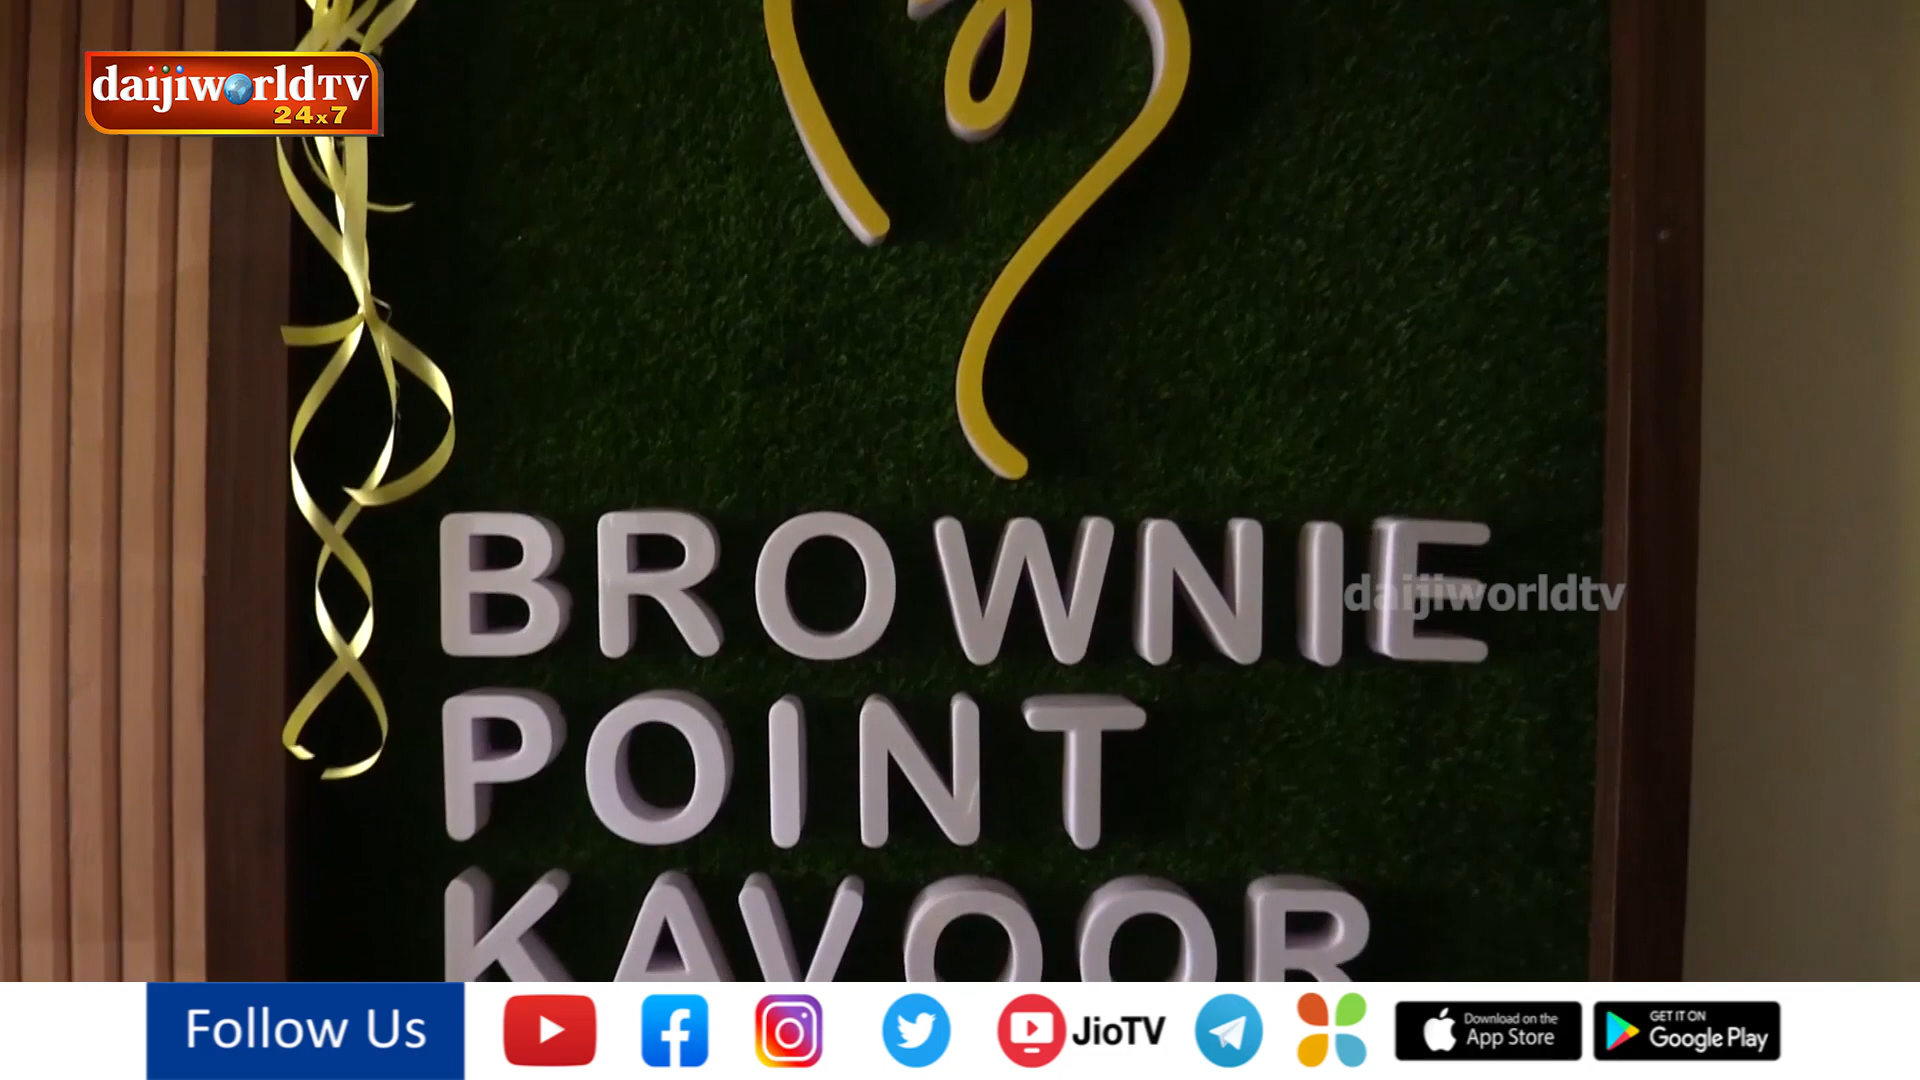 daijiworldTV
24x7
BROWNIE
daijiworldtv
POINT
KAVOOR
Follow Us
JioTV
Download on the
App Store
GET IT ON
Google Play